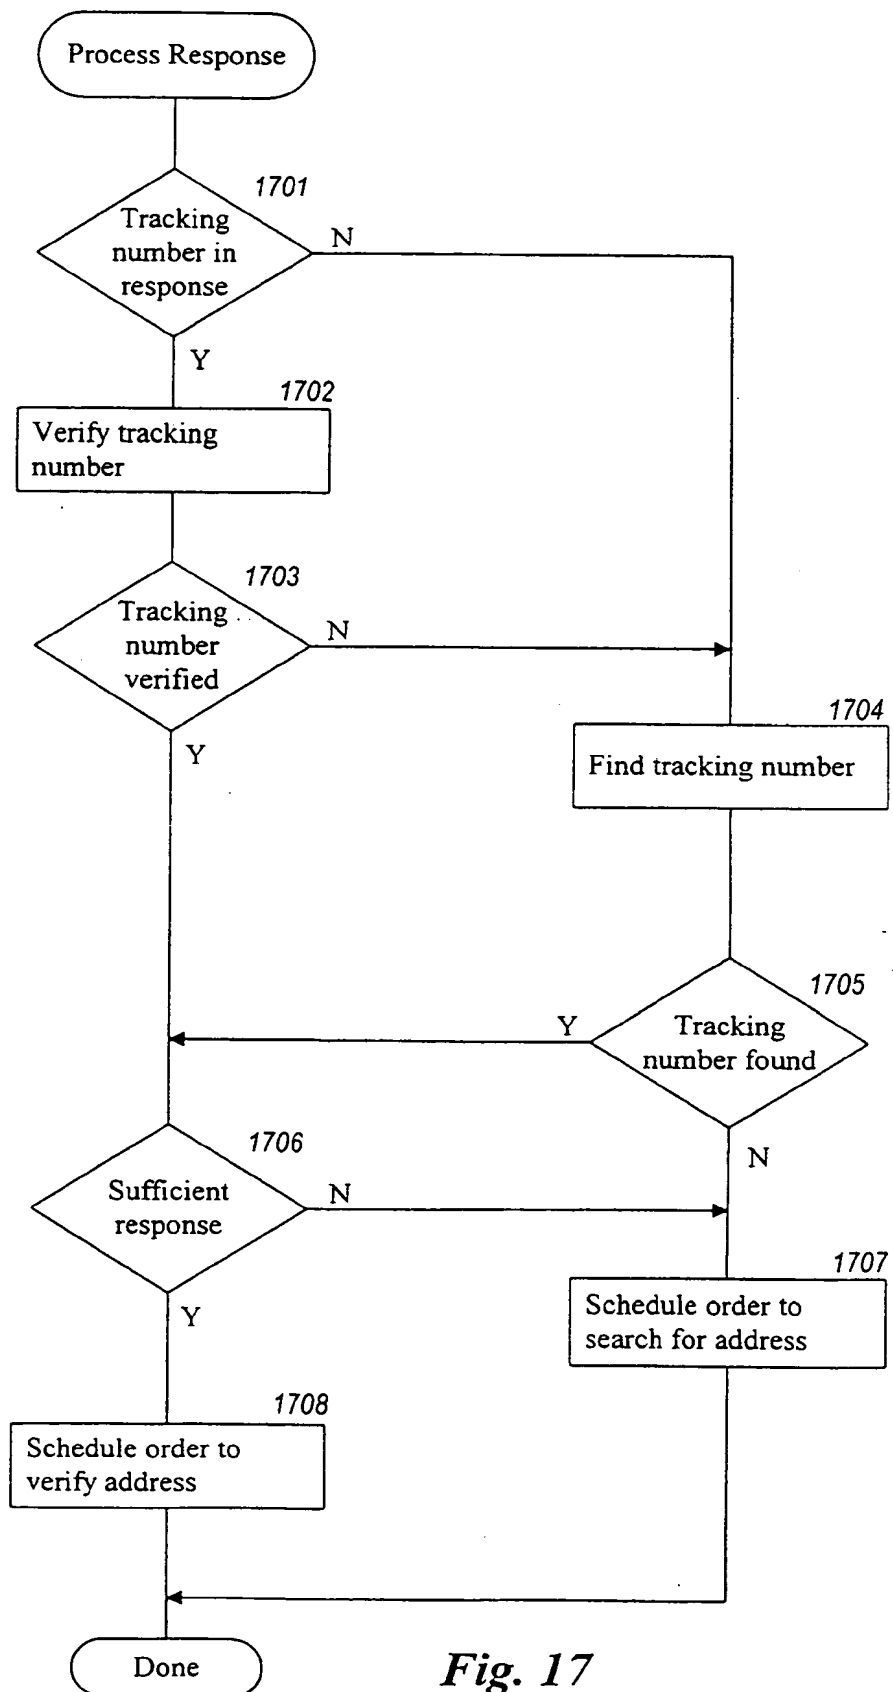 Process Response
1701
Tracking
number in
response
N
Y
1702
Verify tracking
number
1703
Tracking
number
verified
N
Y
1704
Find tracking number
1705
Tracking
number found
Y
N
1706
Sufficient
response
N
Y
1707
Schedule order to
search for address
1708
Schedule order to
verify address
Done
Fig. 17